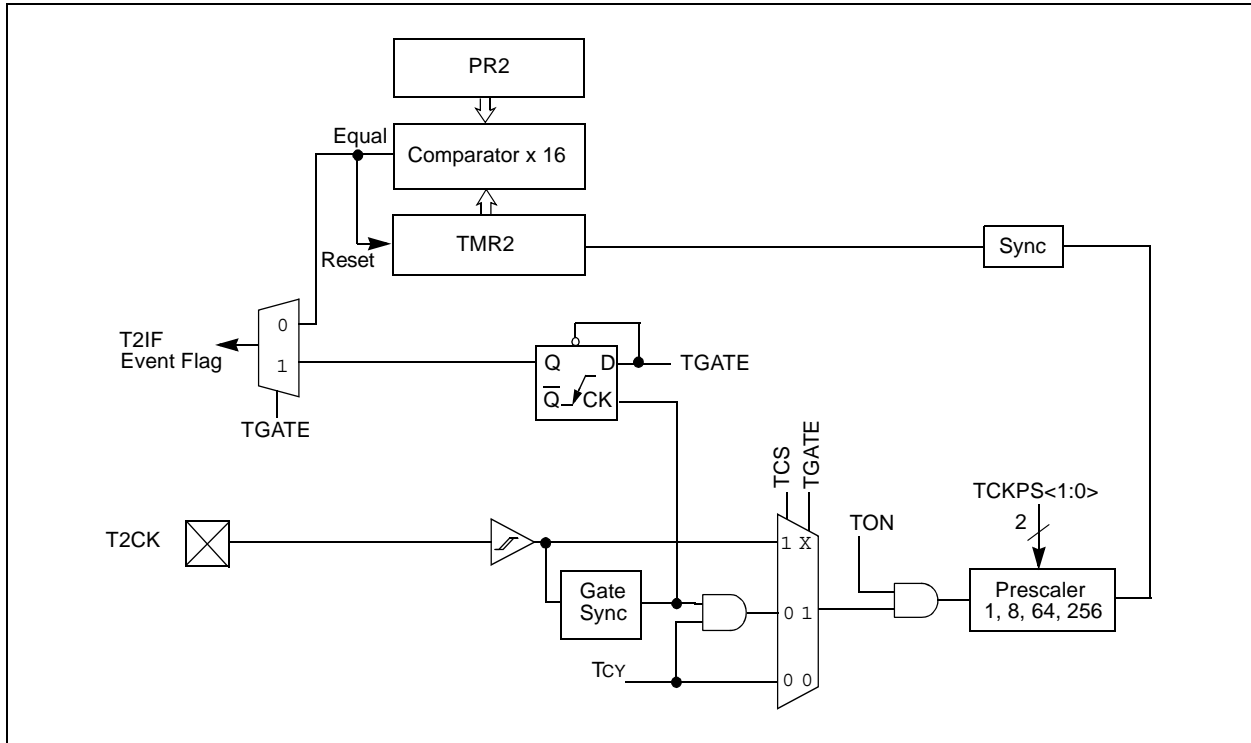 PR2
Equal
Comparator x 16
TMR2
Reset
Sync
0
T2IF
Event Flag
1
Q
D
TGATE
Q̅
CK
TGATE
TCS
TGATE
TCKPS<1:0>
2
TON
T2CK
1 X
Gate
Sync
0 1
Prescaler
1, 8, 64, 256
TCY
0 0